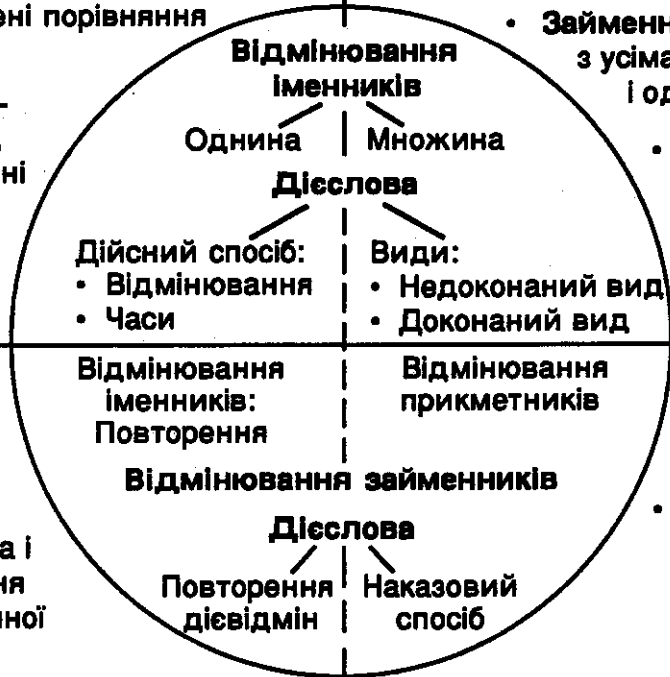 порівняння
Відмінювання
іменників
Однина Множина
Дієслова
Дійсний спосіб:
• Відмінювання
• Часи
Види:
• Недоконаний вид
• Доконаний вид
з
і
Відмінювання
іменників:
Повторення
Відмінювання
прикметників
Відмінювання займенників
Дієслова
Повторення
дієвідмін
Наказовий
спосіб
і